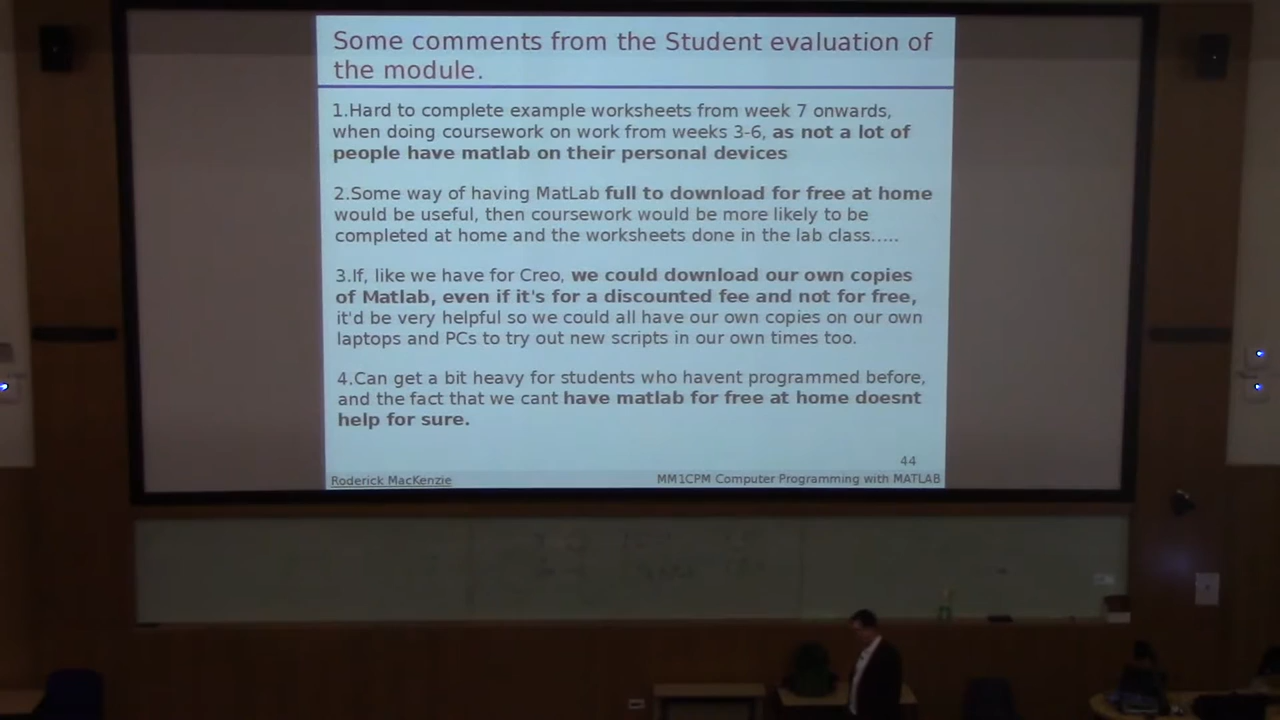 Some comments from the Student evaluation of
the module.
1.Hard to complete example worksheets from week 7 onwards,
when doing coursework on work from weeks 3-6, as not a lot of
people have matlab on their personal devices
2.Some way of having MatLab full to download for free at home
would be useful, then coursework would be more likely to be
completed at home and the worksheets done in the lab class.....
3.If, like we have for Creo, we could download our own copies
of Matlab, even if it's for a discounted fee and not for free,
it'd be very helpful so we could all have our own copies on our own
laptops and PCs to try out new scripts in our own times too.
4.Can get a bit heavy for students who havent programmed before,
and the fact that we cant have matlab for free at home doesnt
help for sure.
44
Roderick MacKenzie
MM1CPM Computer Programming with MATLAB